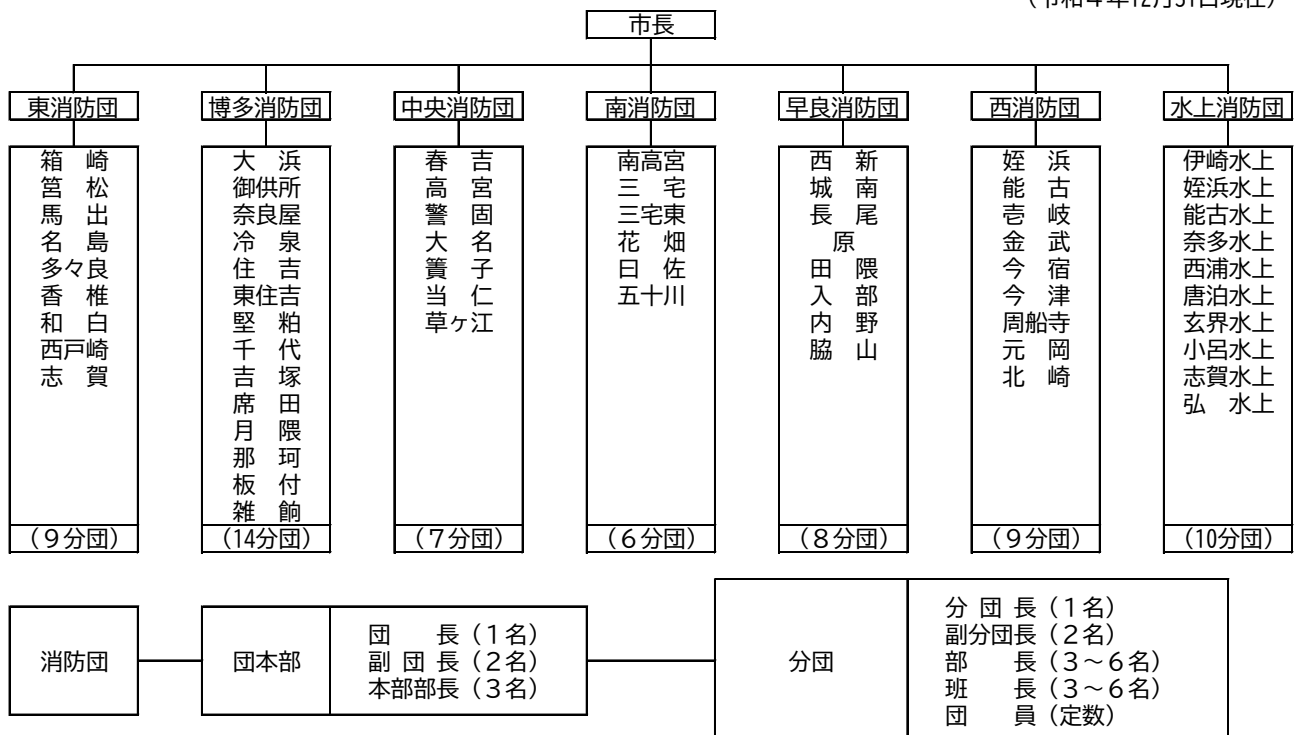 （令和４年12月31日現在）
市長
東消防団
箱　崎
筥　松
馬　出
名　島
多々良
香　椎
和　白
西戸崎
志　賀
（９分団）
博多消防団
大　浜
御供所
奈良屋
冷　泉
住　吉
東住吉
堅　粕
千　代
吉　塚
席　田
月　隈
那　珂
板　付
雑　餉
（14分団）
中央消防団
春　吉
高　宮
警　固
大　名
簀　子
当　仁
草ヶ江
（７分団）
南消防団
南高宮
三　宅
三宅東
花　畑
曰　佐
五十川
（６分団）
早良消防団
西　新
城　南
長　尾
原
田　隈
入　部
内　野
脇　山
（８分団）
西消防団
姪　浜
能　古
壱　岐
金　武
今　宿
今　津
周船寺
元　岡
北　崎
（９分団）
水上消防団
伊崎水上
姪浜水上
能古水上
奈多水上
西浦水上
唐泊水上
玄界水上
小呂水上
志賀水上
弘　水上
（10分団）
消防団
団本部
団　　長（１名）
副 団 長（２名）
本部部長（３名）
分団
分 団 長（１名）
副分団長（２名）
部　　長（３～６名）
班　　長（３～６名）
団　　員（定数）